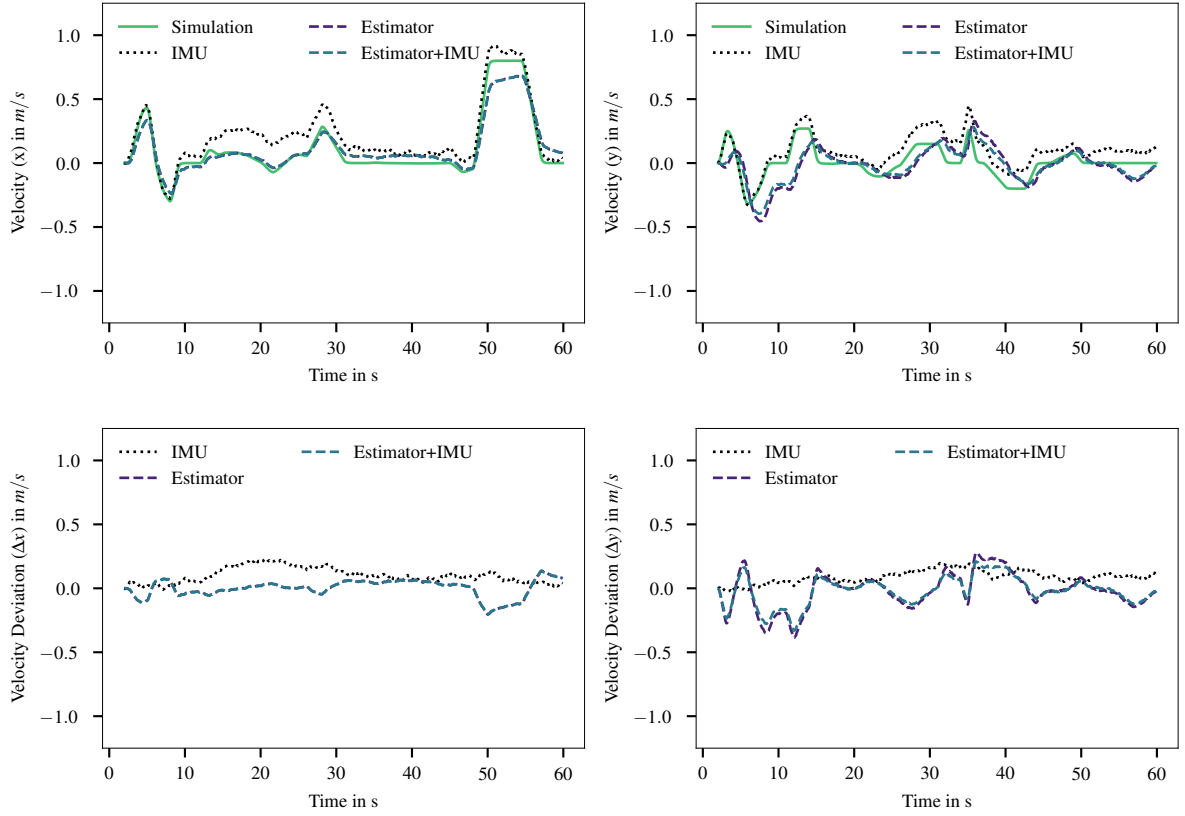 Simulation
IMU
Estimator
Estimator+IMU
1.0
0.5
0.0
−0.5
−1.0
Velocity (x) in m/s
0 10 20 30 40 50 60
Time in s
Simulation
IMU
Estimator
Estimator+IMU
1.0
0.5
0.0
−0.5
−1.0
Velocity (y) in m/s
0 10 20 30 40 50 60
Time in s
IMU
Estimator
Estimator+IMU
1.0
0.5
0.0
−0.5
−1.0
Velocity Deviation (Δx) in m/s
0 10 20 30 40 50 60
Time in s
IMU
Estimator
Estimator+IMU
1.0
0.5
0.0
−0.5
−1.0
Velocity Deviation (Δy) in m/s
0 10 20 30 40 50 60
Time in s